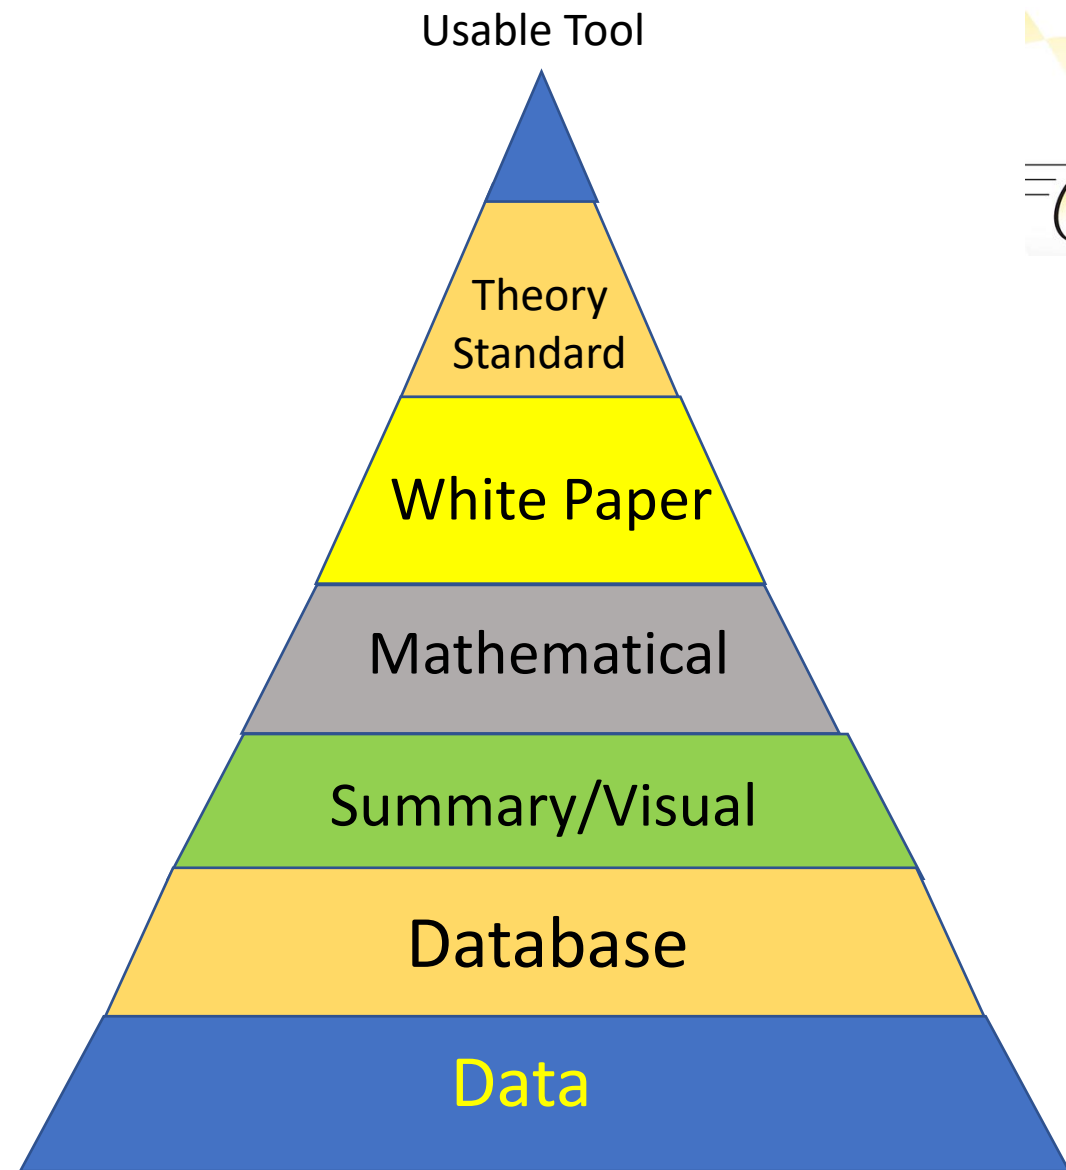 Usable Tool
Theory
Standard
White Paper
Mathematical
Summary/Visual
Database
Data